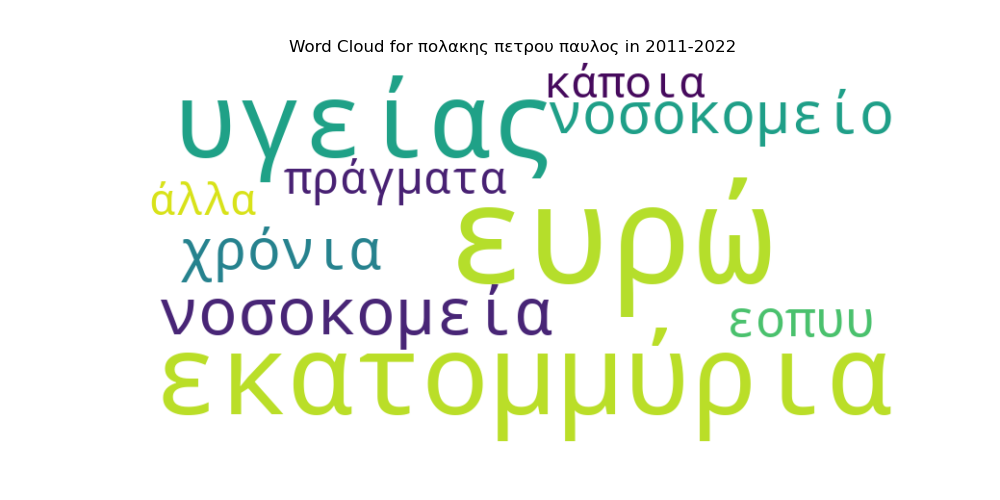 Word Cloud for πολακης πετρου παυλος in 2011-2022
κάποια
υγείας
νοσοκομείο
πράγματα
άλλα
ευρώ
χρόνια
νοσοκομεία
εοπυυ
εκατομμύρια